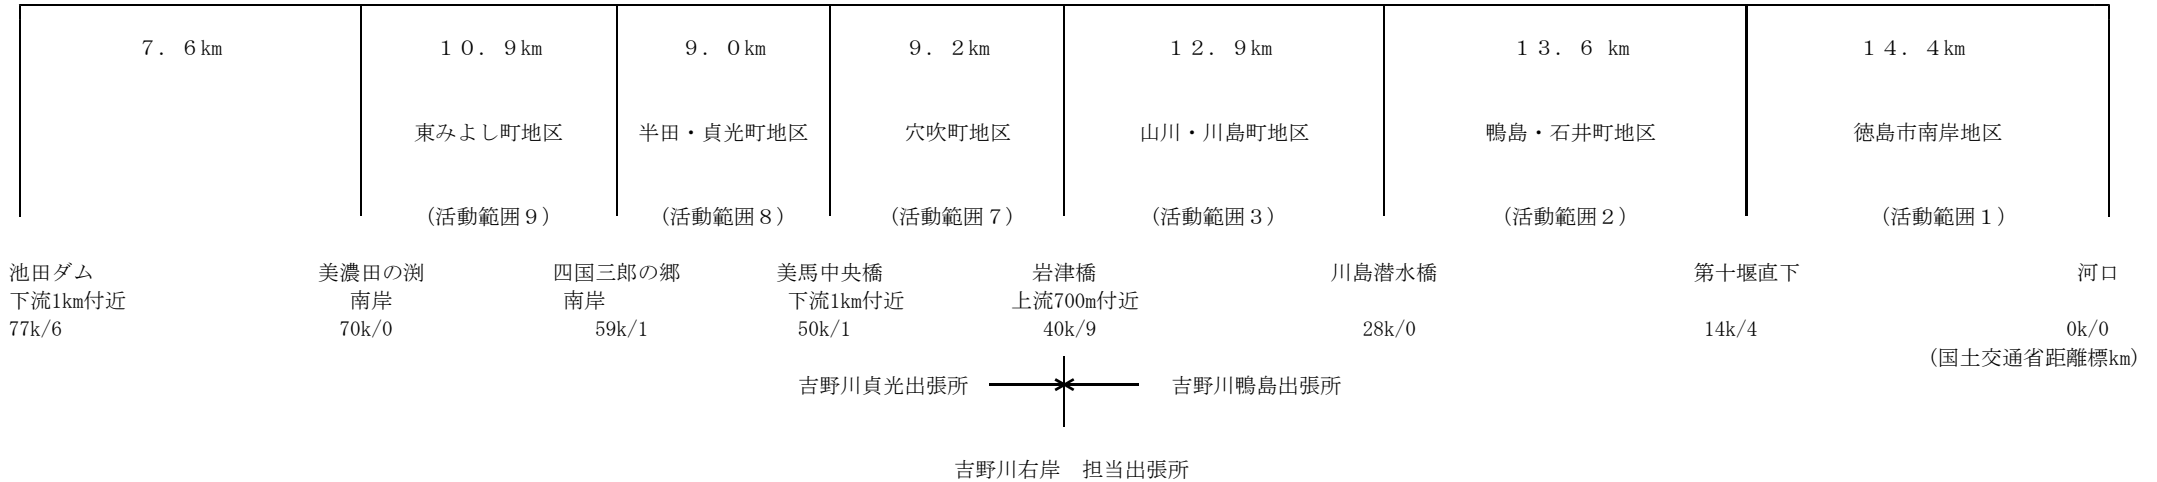 ７．６km　１０．９km　９．０km　９．２km　１２．９km　１３．６ km　１４．４km
東みよし町地区　半田・貞光町地区　穴吹町地区　山川・川島町地区　鴨島・石井町地区　徳島市南岸地区
（活動範囲９）　（活動範囲８）　（活動範囲７）　（活動範囲３）　（活動範囲２）　（活動範囲１）
池田ダム　美濃田の渕　四国三郎の郷　美馬中央橋　岩津橋　川島潜水橋　第十堰直下　河口
下流1km付近　南岸　南岸　下流1km付近　上流700m付近
77k/6　70k/0　59k/1　50k/1　40k/9　28k/0　14k/4　0k/0
（国土交通省距離標km）
吉野川貞光出張所　吉野川鴨島出張所
吉野川右岸　担当出張所